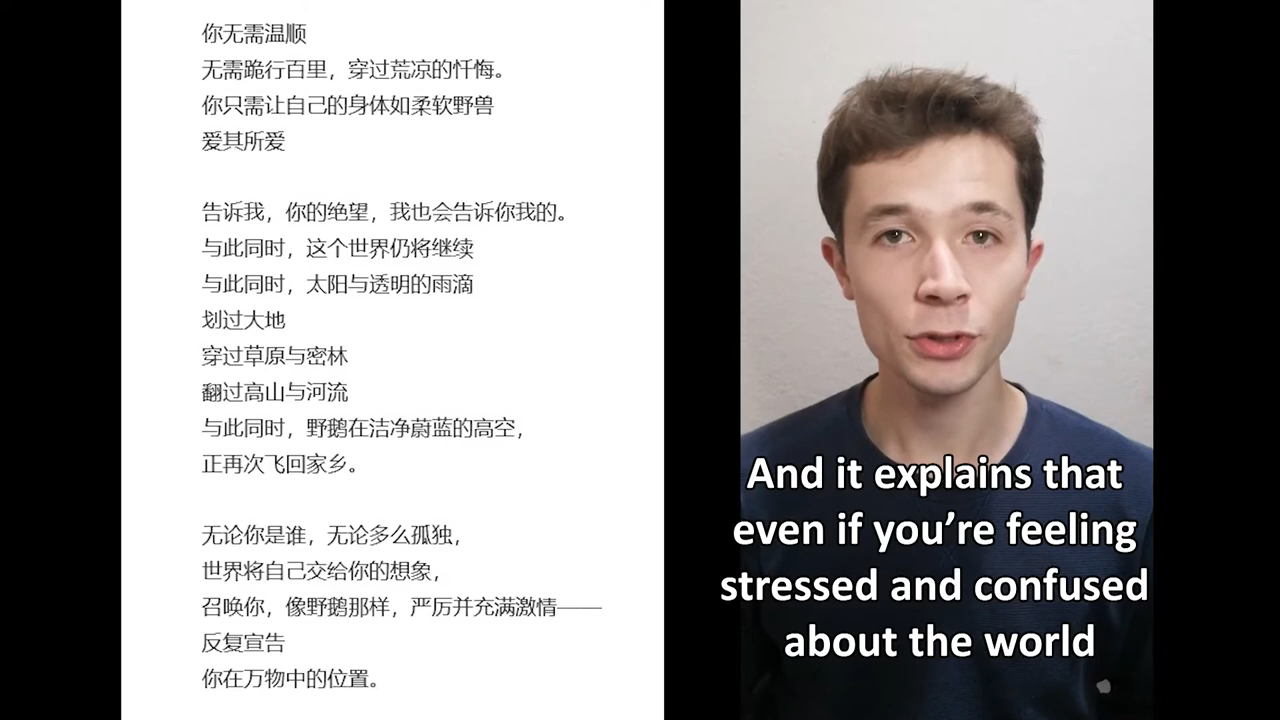 你无需温顺
无需跪行百里，穿过荒凉的忏悔。
你只需让自己的身体如柔软野兽
爱其所爱
告诉我，你的绝望，我也会告诉你我的。
与此同时，这个世界仍将继续
与此同时，太阳与透明的雨滴
划过大地
穿过草原与密林
翻过高山与河流
与此同时，野鹅在洁净蔚蓝的高空，
正再次飞回家乡。
无论你是谁，无论多么孤独，
世界将自己交给你的想象，
召唤你，像野鹅那样，严厉并充满激情——
反复宣告
你在万物中的位置。
And it explains that
even if you’re feeling
stressed and confused
about the world